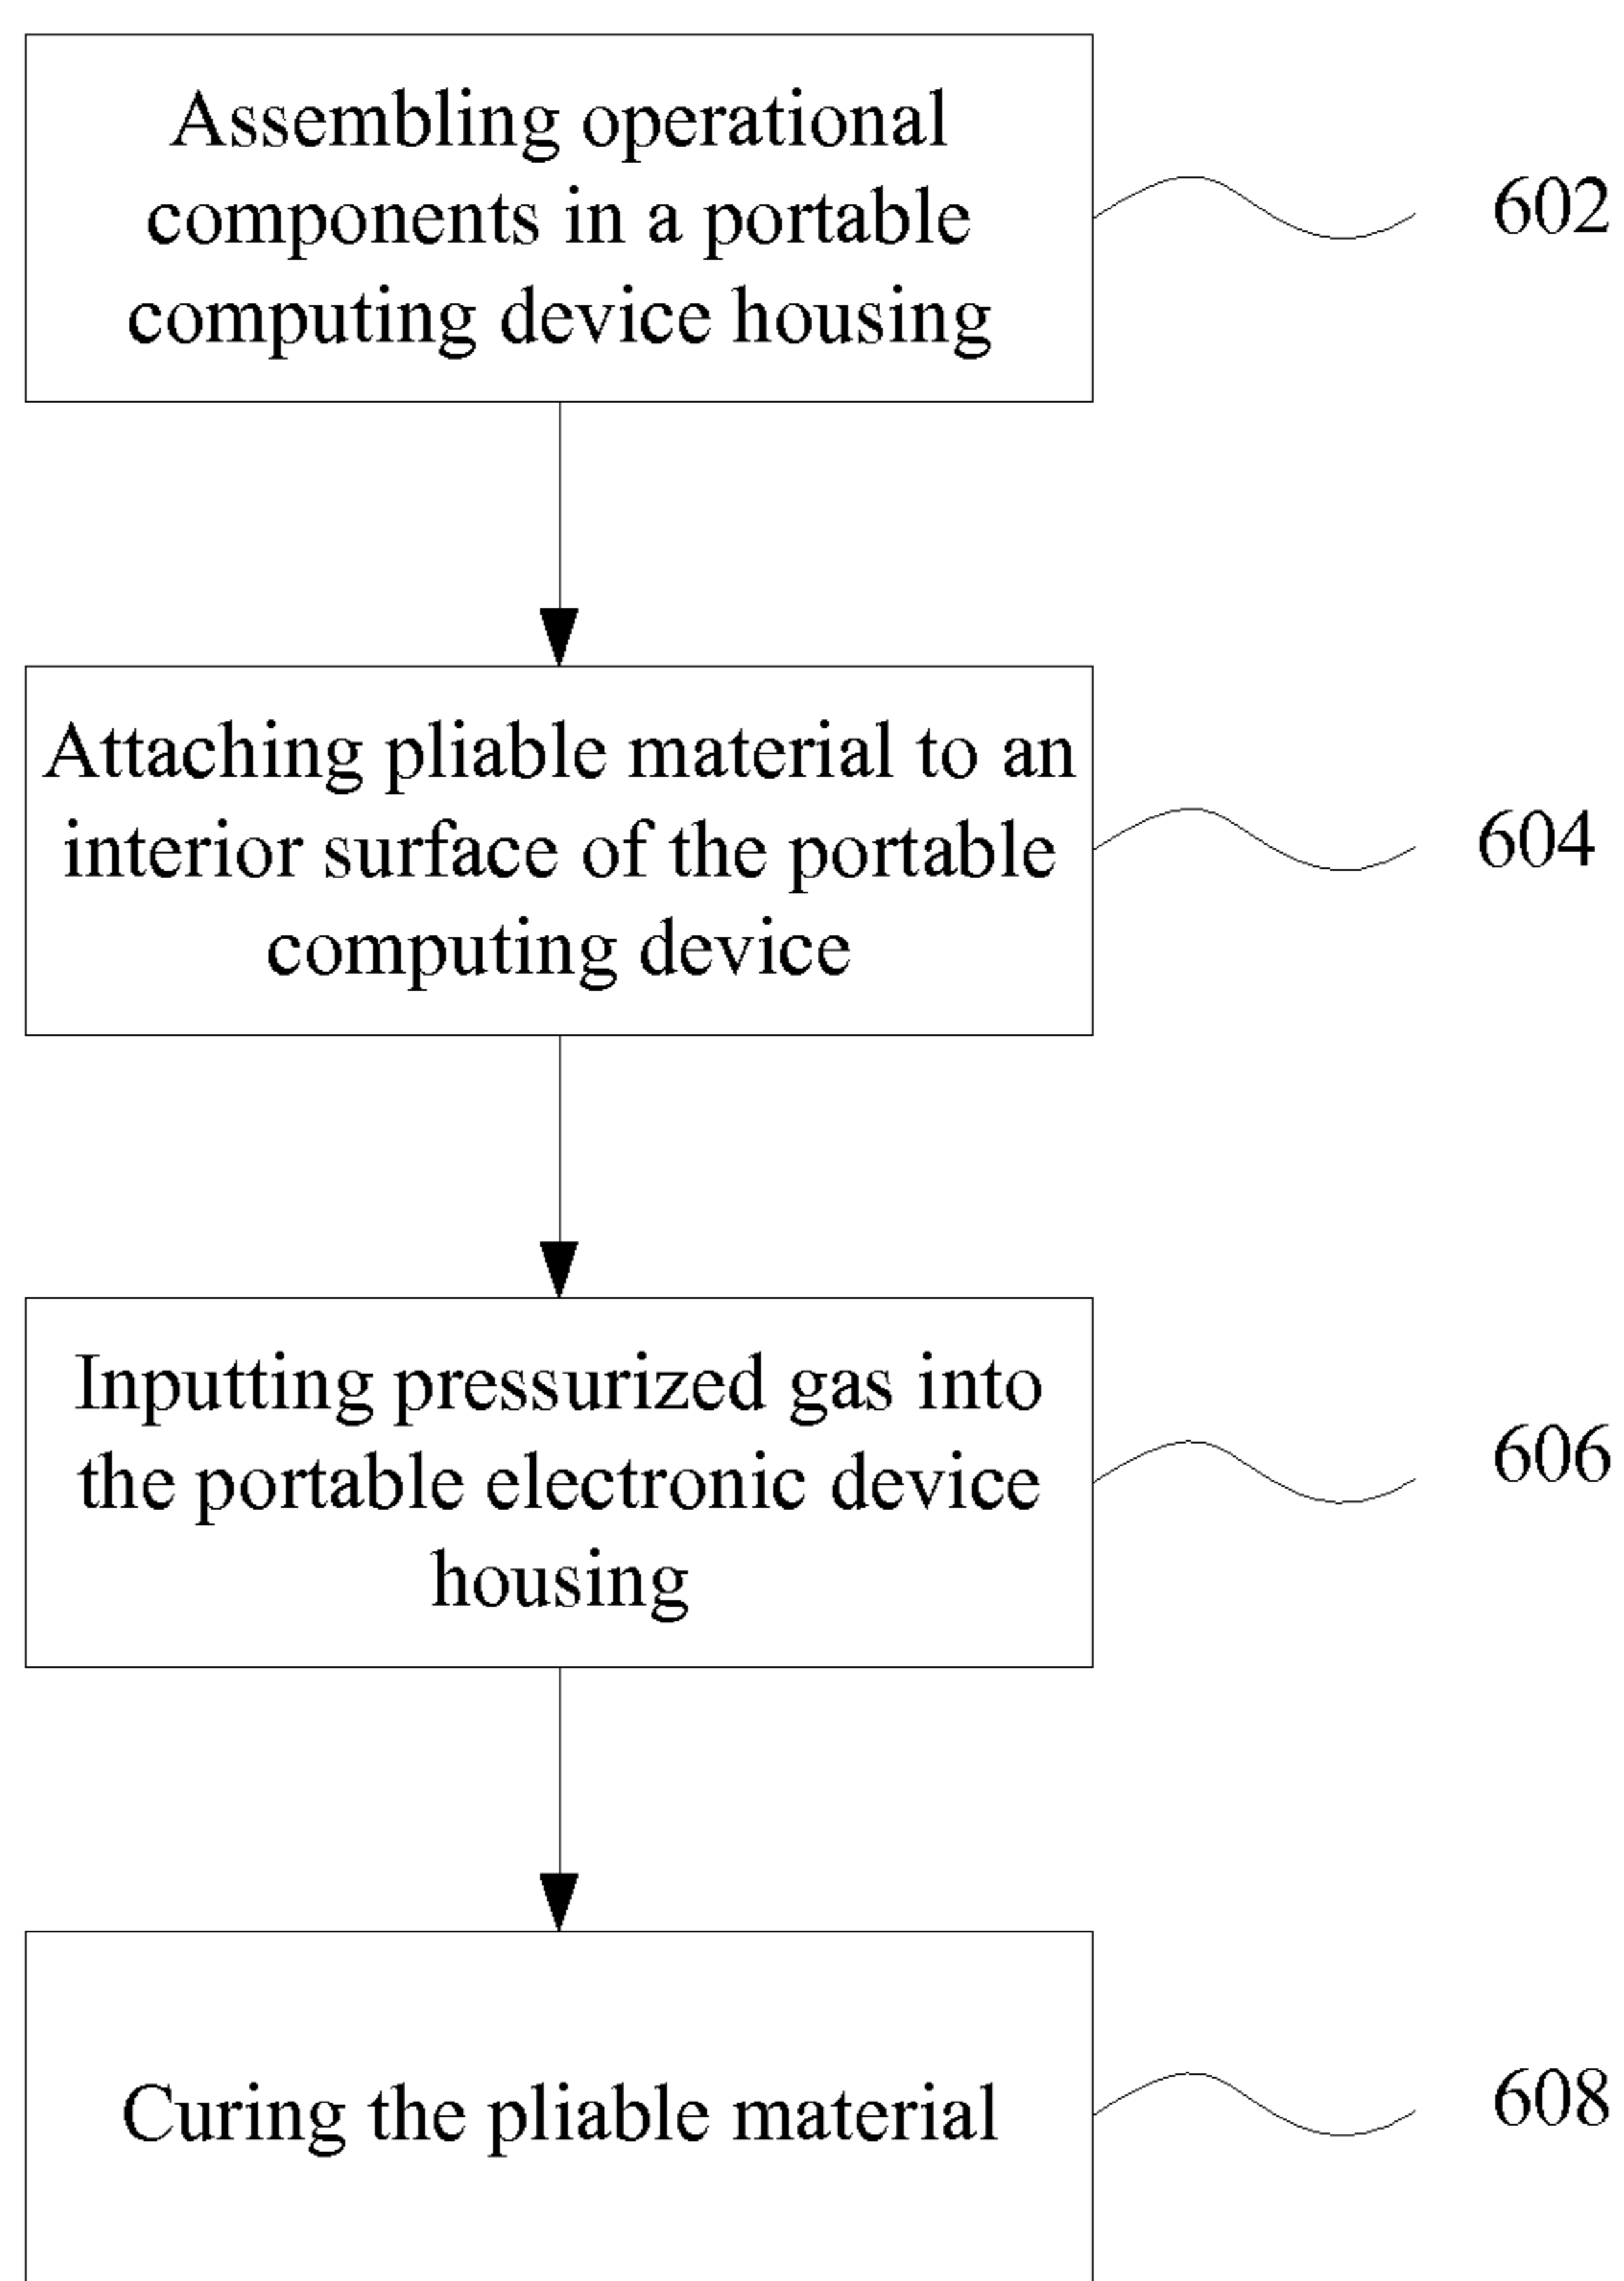 Assembling operational
components in a portable
computing device housing
602
Attaching pliable material to an
interior surface of the portable
computing device
604
Inputting pressurized gas into
the portable electronic device
housing
606
Curing the pliable material
608